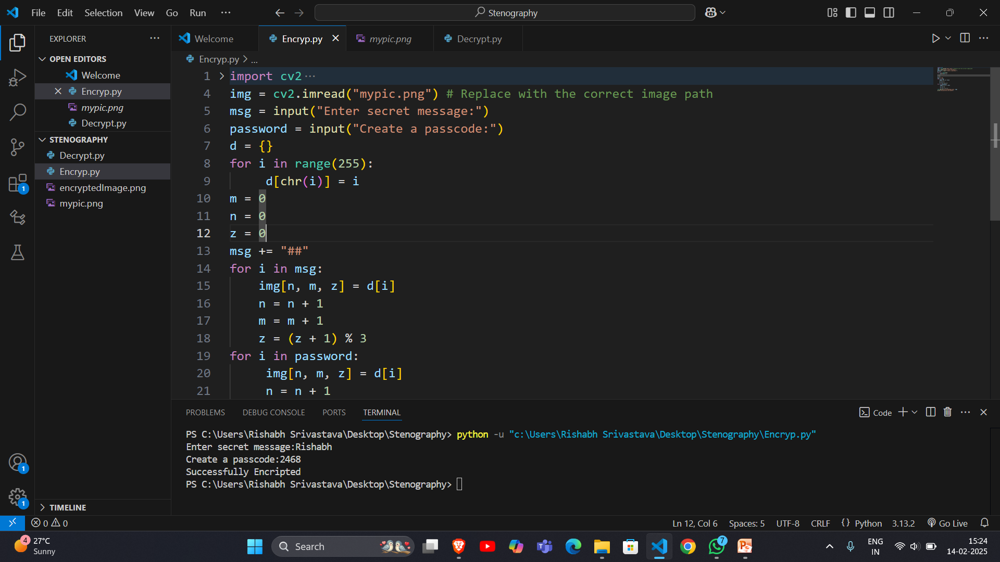 File Edit Selection View Go Run ··· Stenography
EXPLORER ···
OPEN EDITORS
Welcome
Encryp.py
mypic.png
Decrypt.py
STENOGRAPHY
Decrypt.py
Encryp.py
encryptedImage.png
mypic.png
TIMELINE
1
1
1
Welcome Encryp.py mypic.png Decrypt.py
Encryp.py > ...
1 import cv2···
4 img = cv2.imread("mypic.png") # Replace with the correct image path
5 msg = input("Enter secret message:")
6 password = input("Create a passcode:")
7 d = {}
8 for i in range(255):
9 d[chr(i)] = i
10 m = 0
11 n = 0
12 z = 0
13 msg += "##"
14 for i in msg:
15 img[n, m, z] = d[i]
16 n = n + 1
17 m = m + 1
18 z = (z + 1) % 3
19 for i in password:
20 img[n, m, z] = d[i]
21 n = n + 1
PROBLEMS DEBUG CONSOLE PORTS TERMINAL Code
PS C:\Users\Rishabh Srivastava\Desktop\Stenography> python -u "c:\Users\Rishabh Srivastava\Desktop\Stenography\Encryp.py"
Enter secret message:Rishabh
Create a passcode:2468
Successfully Encripted
PS C:\Users\Rishabh Srivastava\Desktop\Stenography>
0 0 Ln 12, Col 6 Spaces: 5 UTF-8 CRLF {} Python 3.13.2 Go Live
4 27°C
Sunny
Search
7
ENG
IN
15:24
14-02-2025